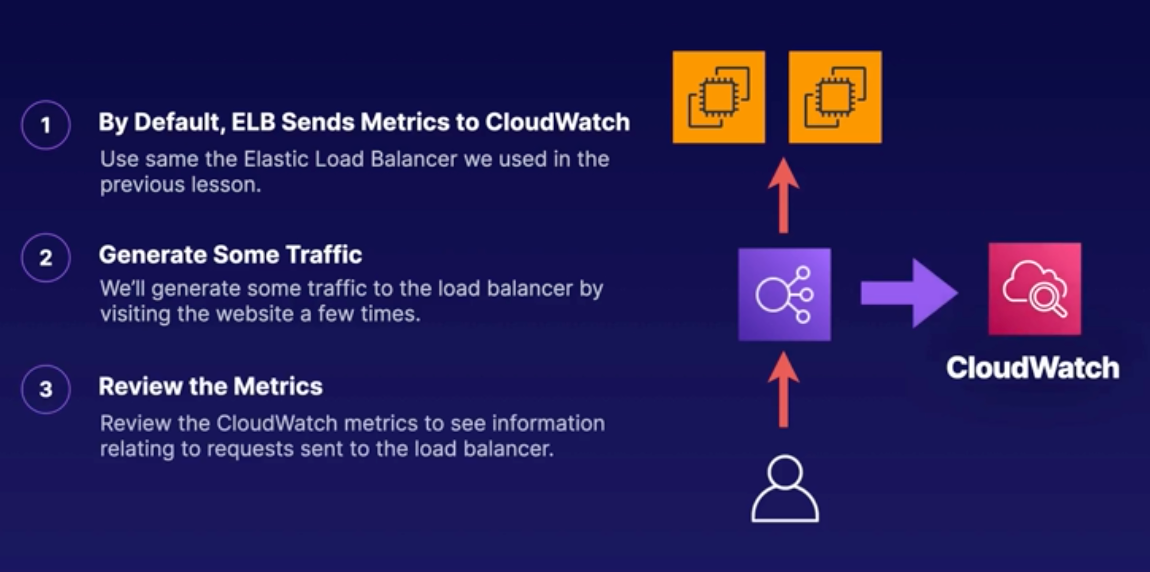 1
By Default, ELB Sends Metrics to CloudWatch
Use same the Elastic Load Balancer we used in the
previous lesson.
2
Generate Some Traffic
We'll generate some traffic to the load balancer by
visiting the website a few times.
3
Review the Metrics
Review the CloudWatch metrics to see information
relating to requests sent to the load balancer.
CloudWatch